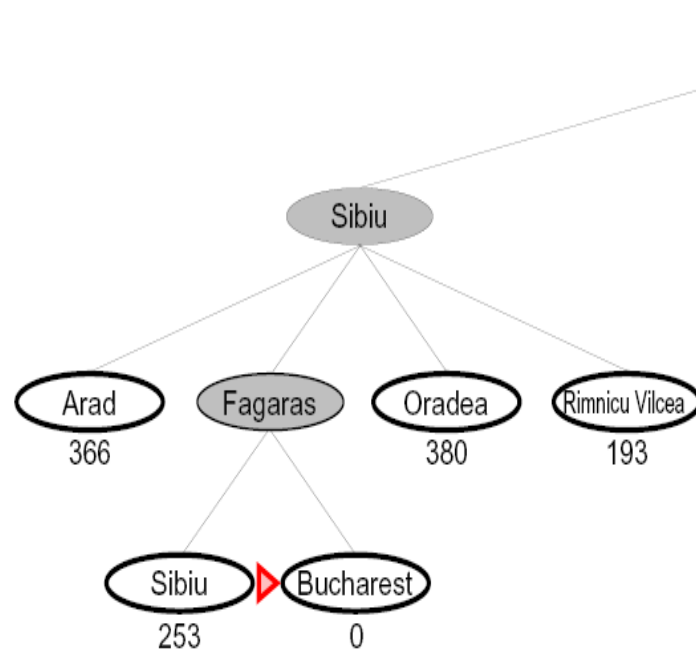 Sibiu
Arad
Fagaras
Oradea
Rimnicu Vilcea
366
380
193
Sibiu
Bucharest
253
0